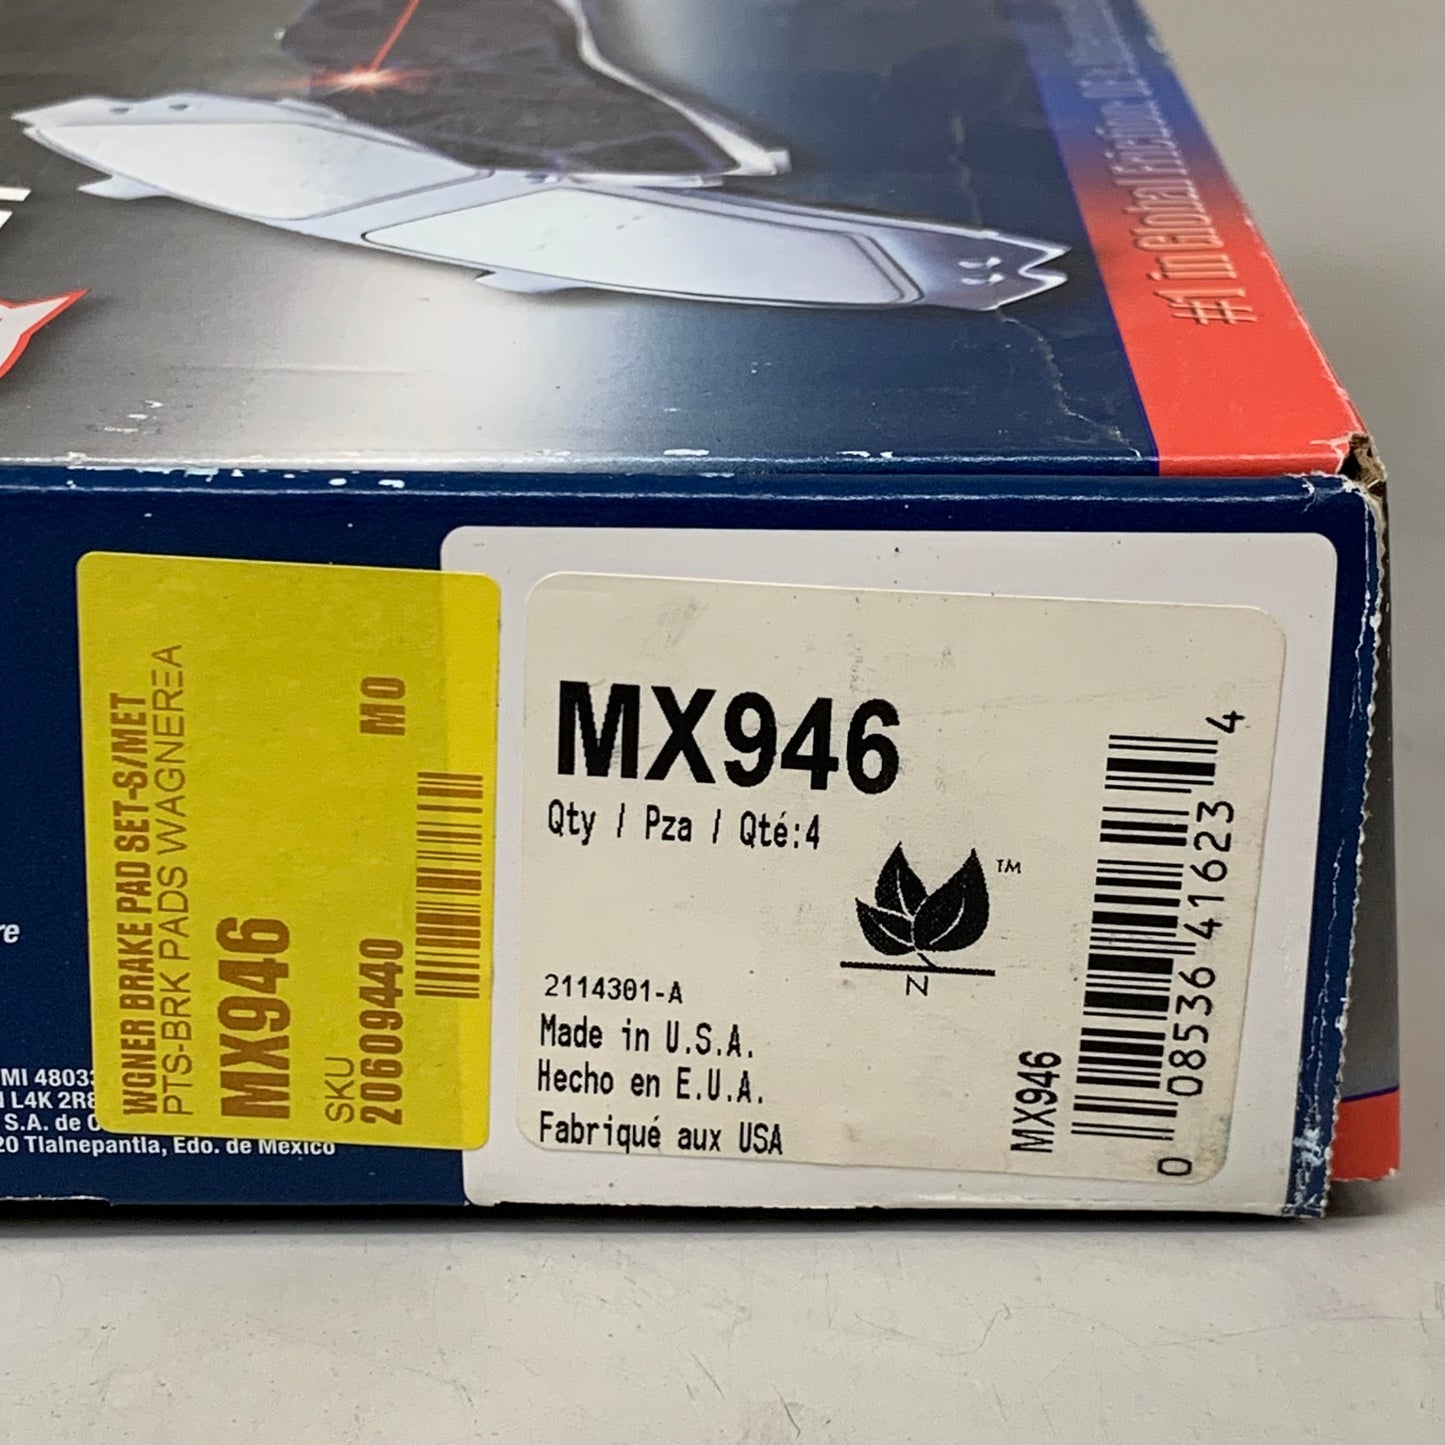 #1 in Global Friction.
re
MI 4803
L4K 2R8
S.A. de C
20 Tlalnepantla, Edo. de México
WGNER BRAKE PAD SET-S/MET
PTS-BRK PADS WAGNEREA
MX946
SKU
20609440 MO
MX946
Qty / Pza / Qté:4
TM
N
2114301-A
Made in U.S.A.
Hecho en E.U.A.
Fabriqué aux USA
MX946
0 08536 41623 4